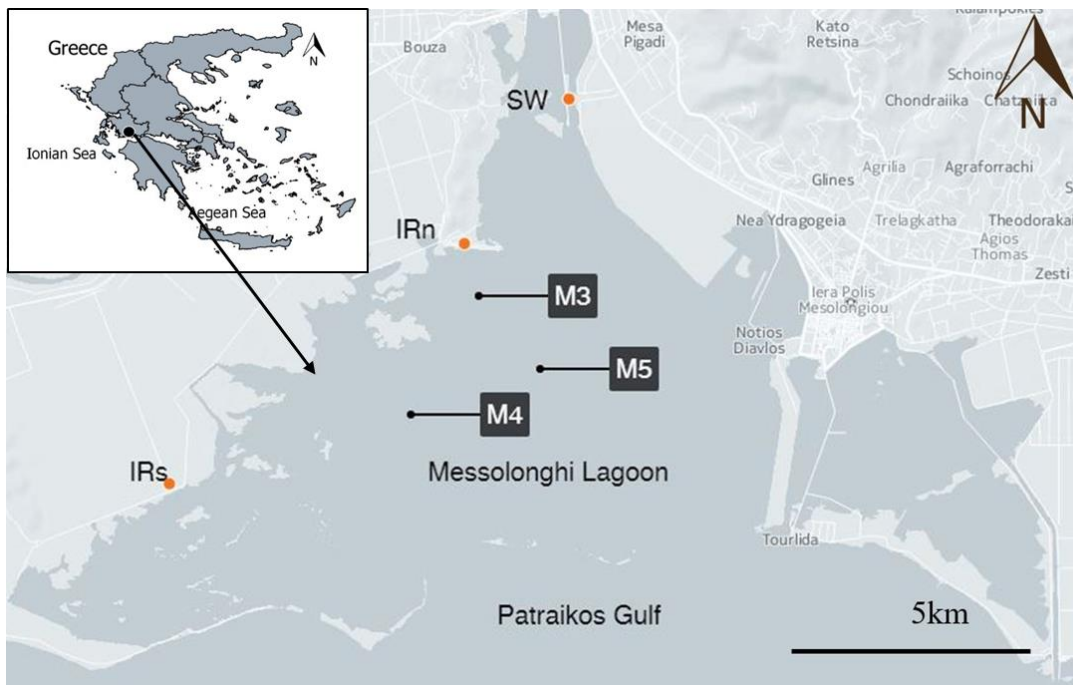 Greece
N
Ionian Sea
Aegean Sea
Bouza
Mesa
Pigadi
Kato
Retsina
Schoinos
Chondraiika
N
SW
Agrilia
Agraforrachi
Glines
IRn
Nea Ydragogeia
Trelagkatha
Theodorakai
Agios
Thomas
Zesti
M3
Iera Polis
Mesolongiou
Notios
Diavlos
M5
M4
IRs
Messolonghi Lagoon
Tourlida
Patraikos Gulf
5km